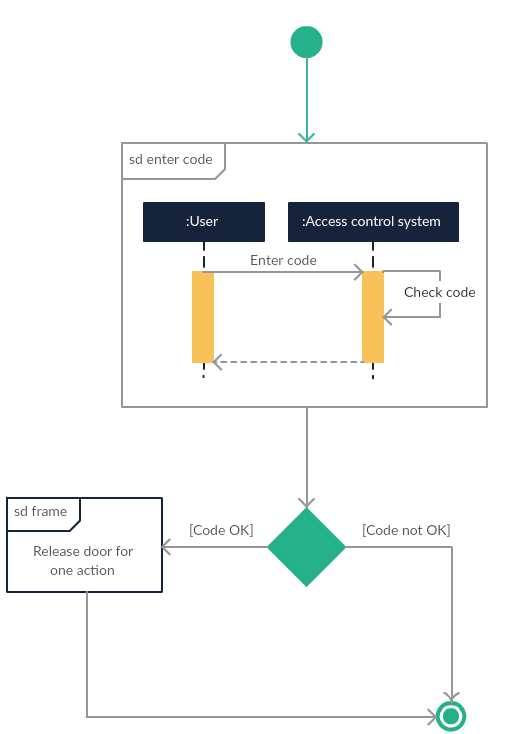 sd enter code
:User
:Access control system
Enter code
Check code
[Code OK]
[Code not OK]
sd frame
Release door for
one action